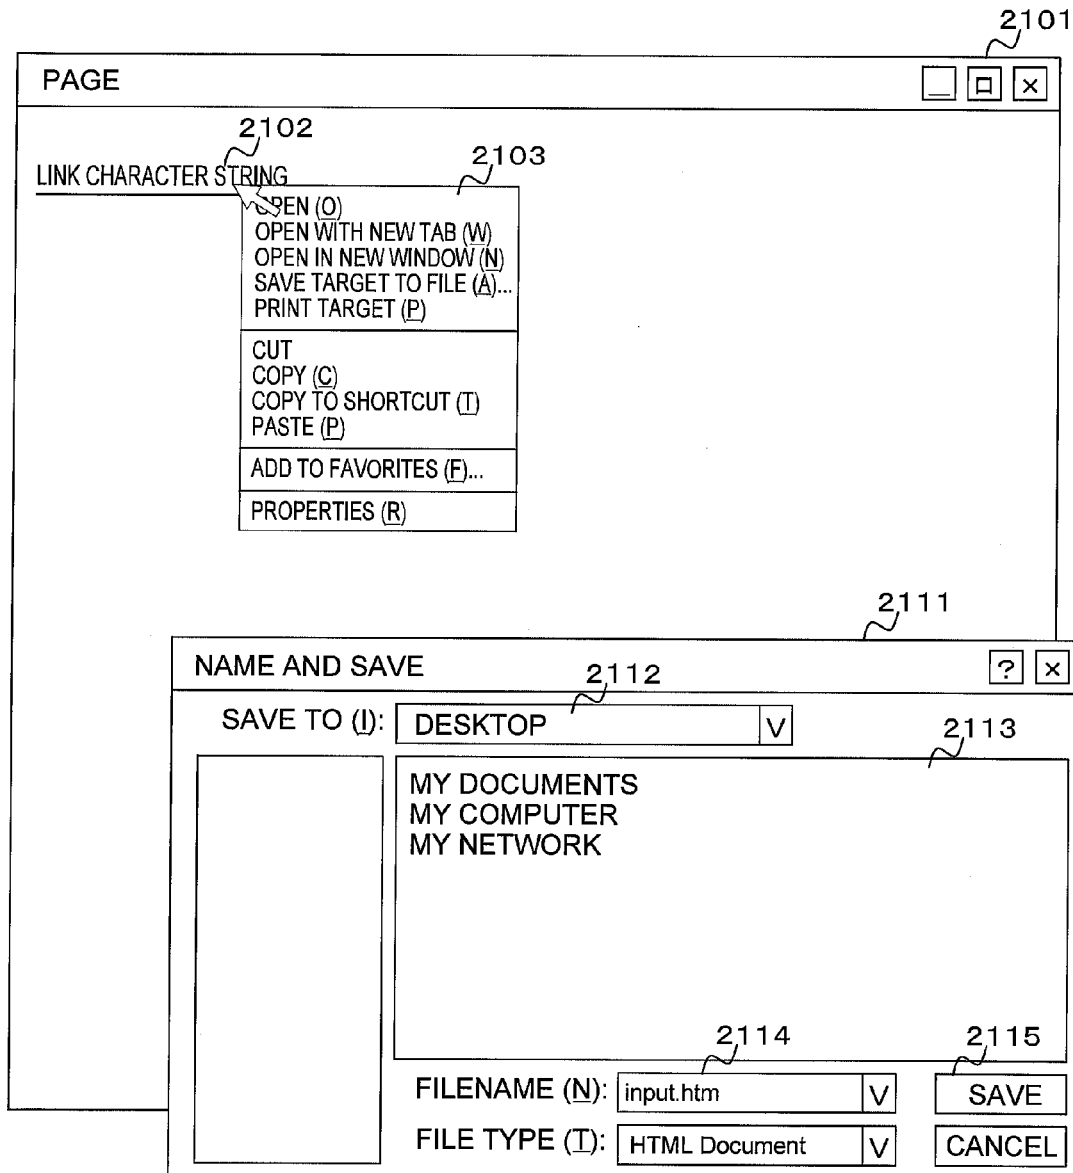 2101
PAGE
2102
2103
LINK CHARACTER STRING
OPEN (O)
OPEN WITH NEW TAB (W)
OPEN IN NEW WINDOW (N)
SAVE TARGET TO FILE (A)...
PRINT TARGET (P)
CUT
COPY (C)
COPY TO SHORTCUT (T)
PASTE (P)
ADD TO FAVORITES (F)...
PROPERTIES (R)
2111
NAME AND SAVE ?
2112
SAVE TO (I): DESKTOP V
2113
MY DOCUMENTS
MY COMPUTER
MY NETWORK
2114 2115
FILENAME (N): input.htm V SAVE
FILE TYPE (T): HTML Document V CANCEL